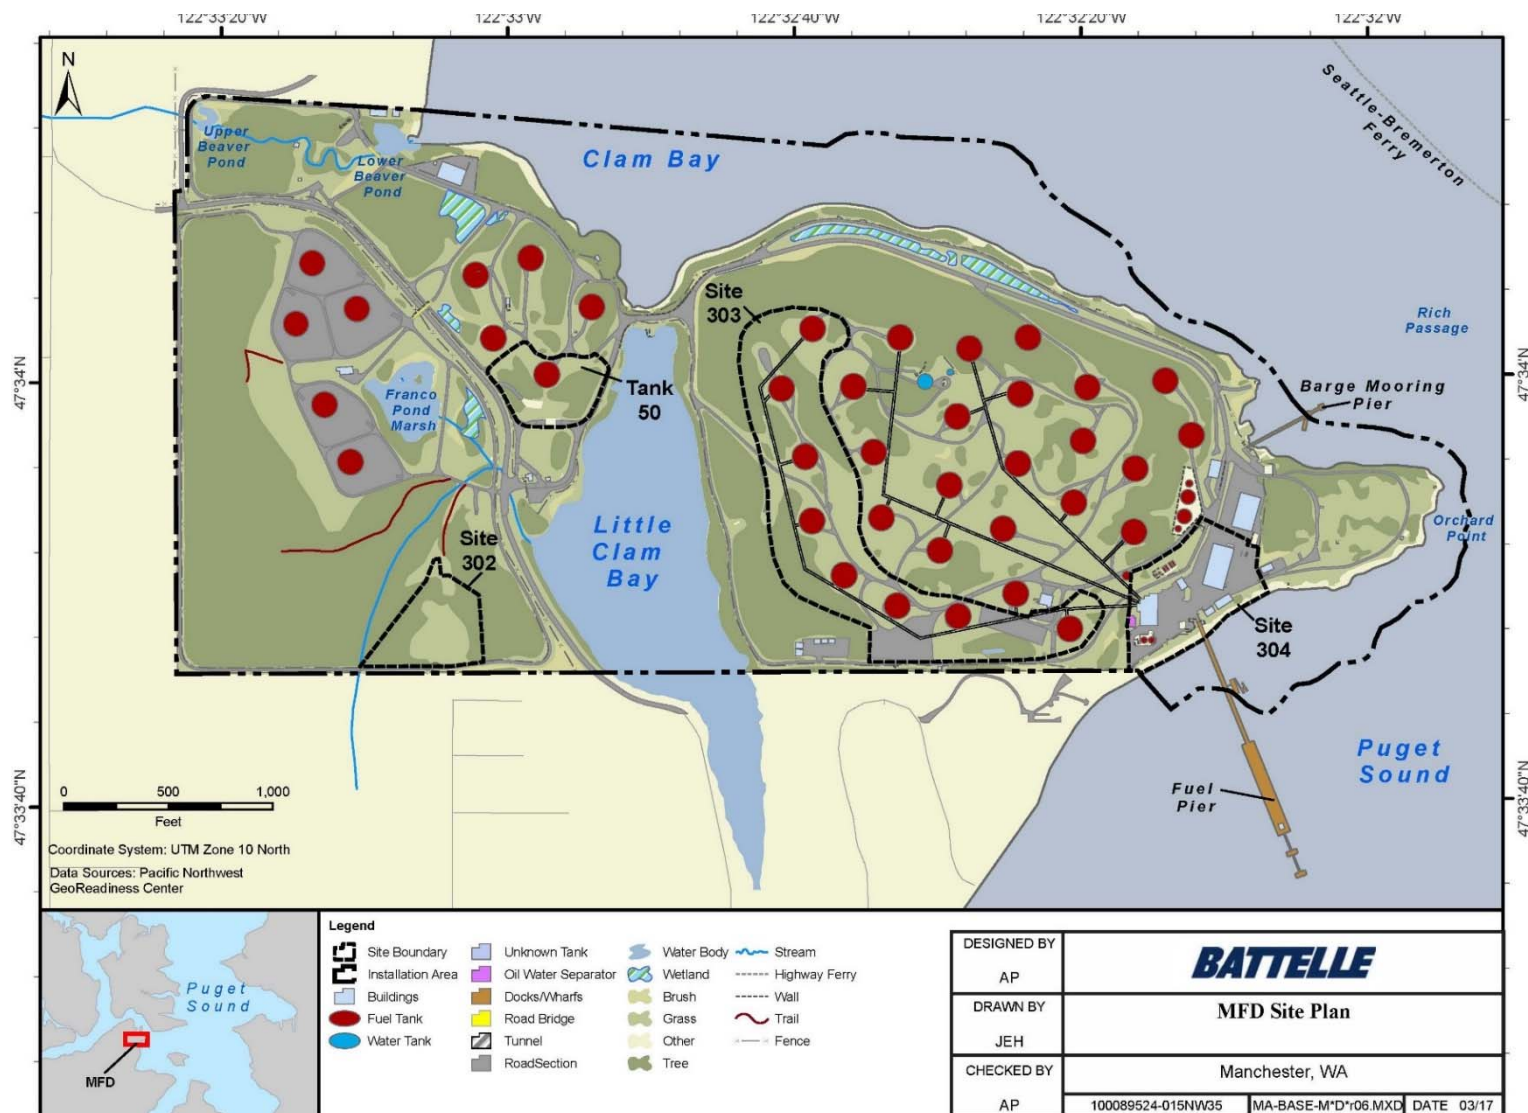 122°33'20"W
122°33'W
122°32'40"W
122°32'20"W
122°32'W
N
Seattle-Bremerton
Ferry
Upper
Beaver
Pond
Clam Bay
Lower
Beaver
Pond
Site
303
Rich
Passage
47°34'N
47°34'N
Tank
50
Barge Mooring
Pier
Franco
Pond
Marsh
Little
Clam
Bay
Orchard
Point
Site
302
Site
304
Puget
Sound
Fuel
Pier
47°33'40"N
47°33'40"N
0 500 1,000
Feet
Coordinate System: UTM Zone 10 North
Data Sources: Pacific Northwest
GeoReadiness Center
Puget
Sound
MFD
Legend
Site Boundary
Installation Area
Buildings
Fuel Tank
Water Tank
Unknown Tank
Oil Water Separator
Docks/Wharfs
Road Bridge
Tunnel
RoadSection
Water Body
Wetland
Brush
Grass
Other
Tree
Stream
Highway Ferry
Wall
Trail
Fence
DESIGNED BY
AP
BATTELLE
DRAWN BY
JEH
MFD Site Plan
CHECKED BY
AP
Manchester, WA
100089524-015NW35 MA-BASE-M*D*r06.MXD DATE 03/17